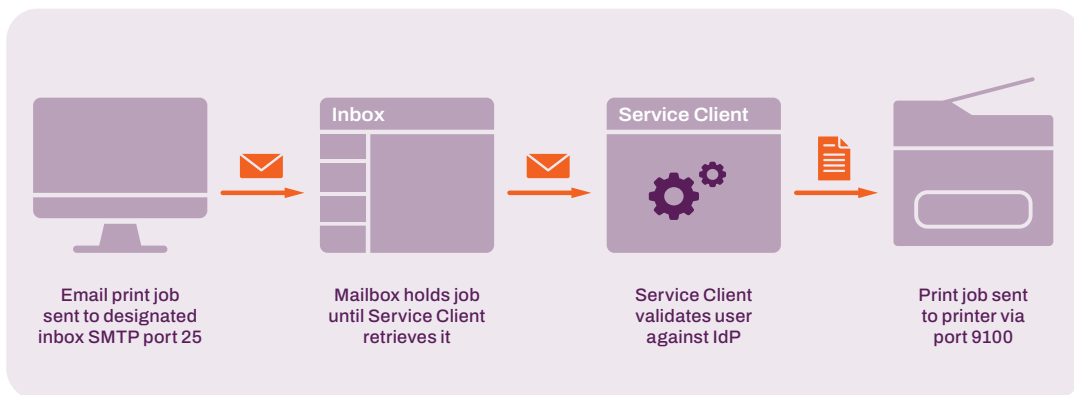 Inbox
Service Client
Email print job
sent to designated
inbox SMTP port 25
Mailbox holds job
until Service Client
retrieves it
Service Client
validates user
against IdP
Print job sent
to printer via
port 9100